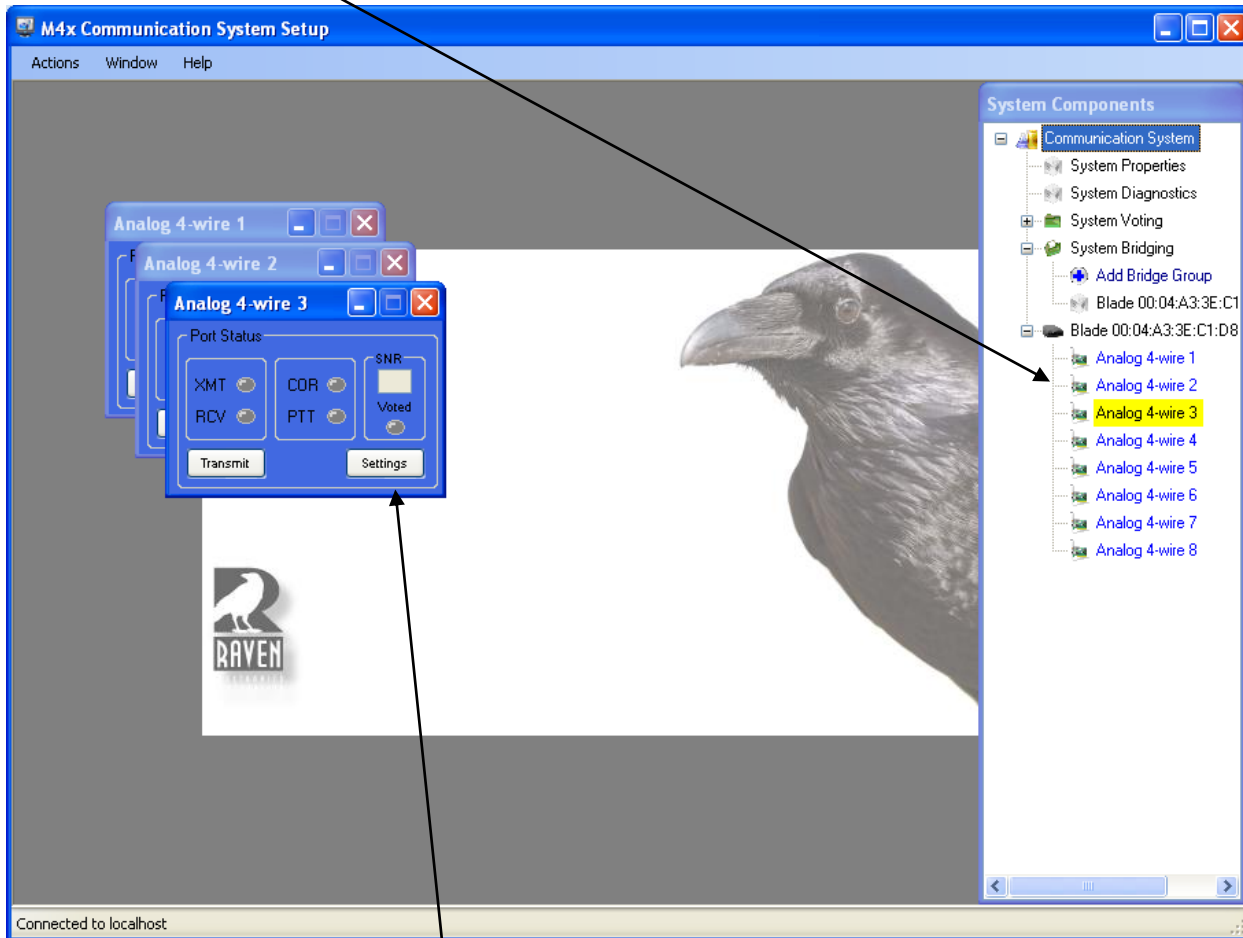 M4x Communication System Setup
Actions Window Help
System Components
Communication System
System Properties
System Diagnostics
System Voting
System Bridging
Add Bridge Group
Blade 00:04:A3:3E:C1
Blade 00:04:A3:3E:C1:D8
Analog 4-wire 1
Analog 4-wire 2
Analog 4-wire 3
Analog 4-wire 4
Analog 4-wire 5
Analog 4-wire 6
Analog 4-wire 7
Analog 4-wire 8
Analog 4-wire 1
Analog 4-wire 2
Analog 4-wire 3
Port Status
SNR
XMT COR
Voted
RCV PTT
Transmit Settings
RAVEN
Connected to localhost